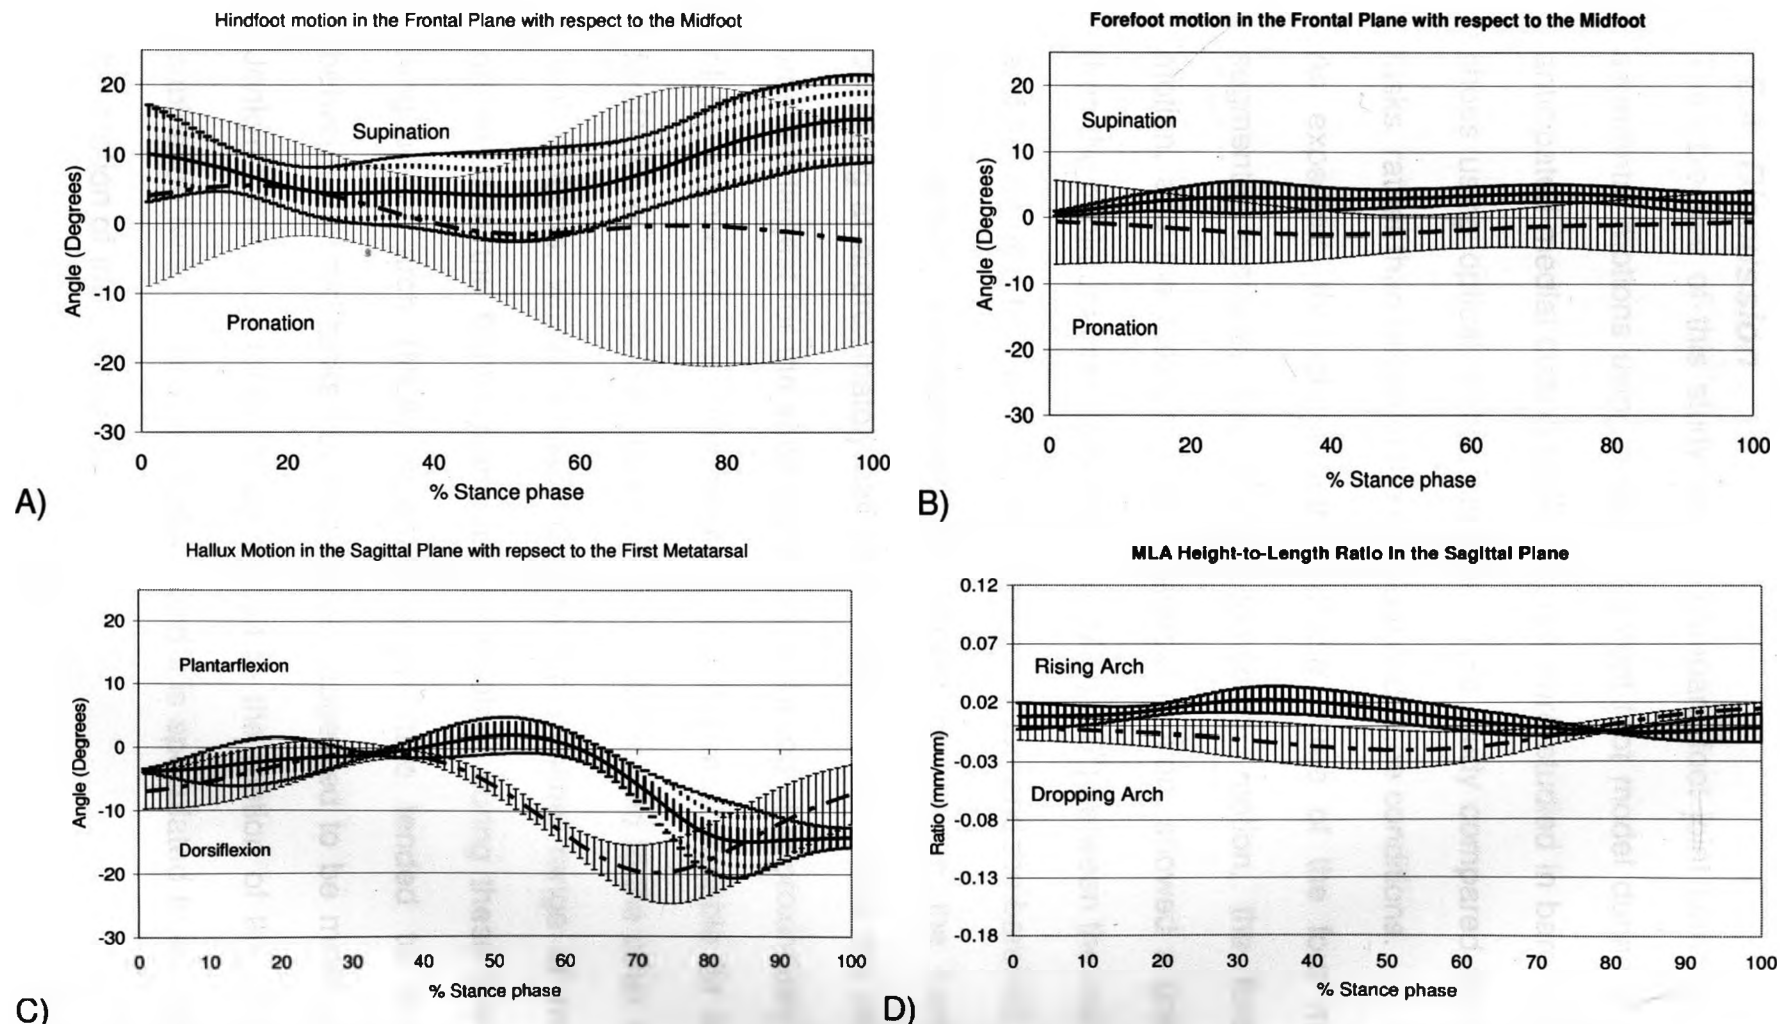 Hindfoot motion in the Frontal Plane with respect to the Midfoot
20
10
0
-10
-20
-30
Angle (Degrees)
Supination
Pronation
0 20 40 60 80 100
% Stance phase
A)
Forefoot motion in the Frontal Plane with respect to the Midfoot
20
10
0
-10
-20
-30
Angle (Degrees)
Supination
Pronation
0 20 40 60 80 100
% Stance phase
B)
Hallux Motion in the Sagittal Plane with repsect to the First Metatarsal
20
10
0
-10
-20
-30
Angle (Degrees)
Plantarflexion
Dorsiflexion
0 10 20 30 40 50 60 70 80 90 100
% Stance phase
C)
MLA Height-to-Length Ratio in the Sagittal Plane
0.12
0.07
0.02
-0.03
-0.08
-0.13
-0.18
Ratio (mm/mm)
Rising Arch
Dropping Arch
0 10 20 30 40 50 60 70 80 90 100
% Stance phase
D)